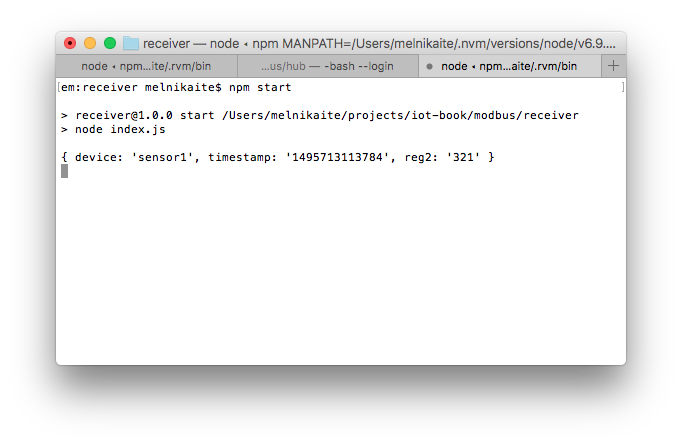 receiver — node ◂ npm MANPATH=/Users/melnikaite/.nvm/versions/node/v6.9....
node ◂ npm...ite/.rvm/bin
...us/hub — -bash --login
node ◂ npm...aite/.rvm/bin
[em:receiver melnikaite$ npm start ]
> receiver@1.0.0 start /Users/melnikaite/projects/iot-book/modbus/receiver
> node index.js
{ device: 'sensor1', timestamp: '1495713113784', reg2: '321' }